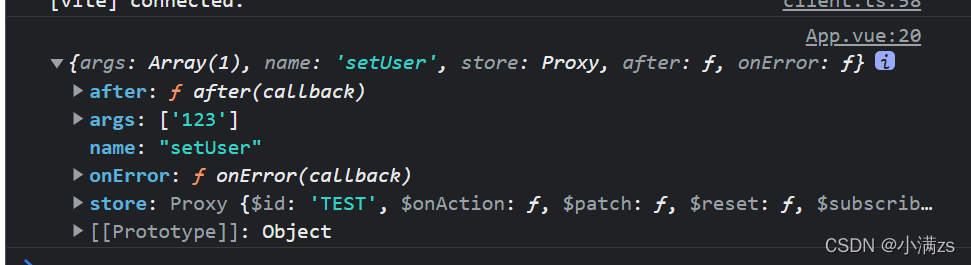 [vite] connected.
client.ts:58
App.vue:20
▼{args: Array(1), name: 'setUser', store: Proxy, after: ƒ, onError: ƒ} i
▶ after: ƒ after(callback)
▶ args: ['123']
name: "setUser"
▶ onError: ƒ onError(callback)
▶ store: Proxy {$id: 'TEST', $onAction: ƒ, $patch: ƒ, $reset: ƒ, $subscrib…
▶ [[Prototype]]: Object
CSDN @小满zs